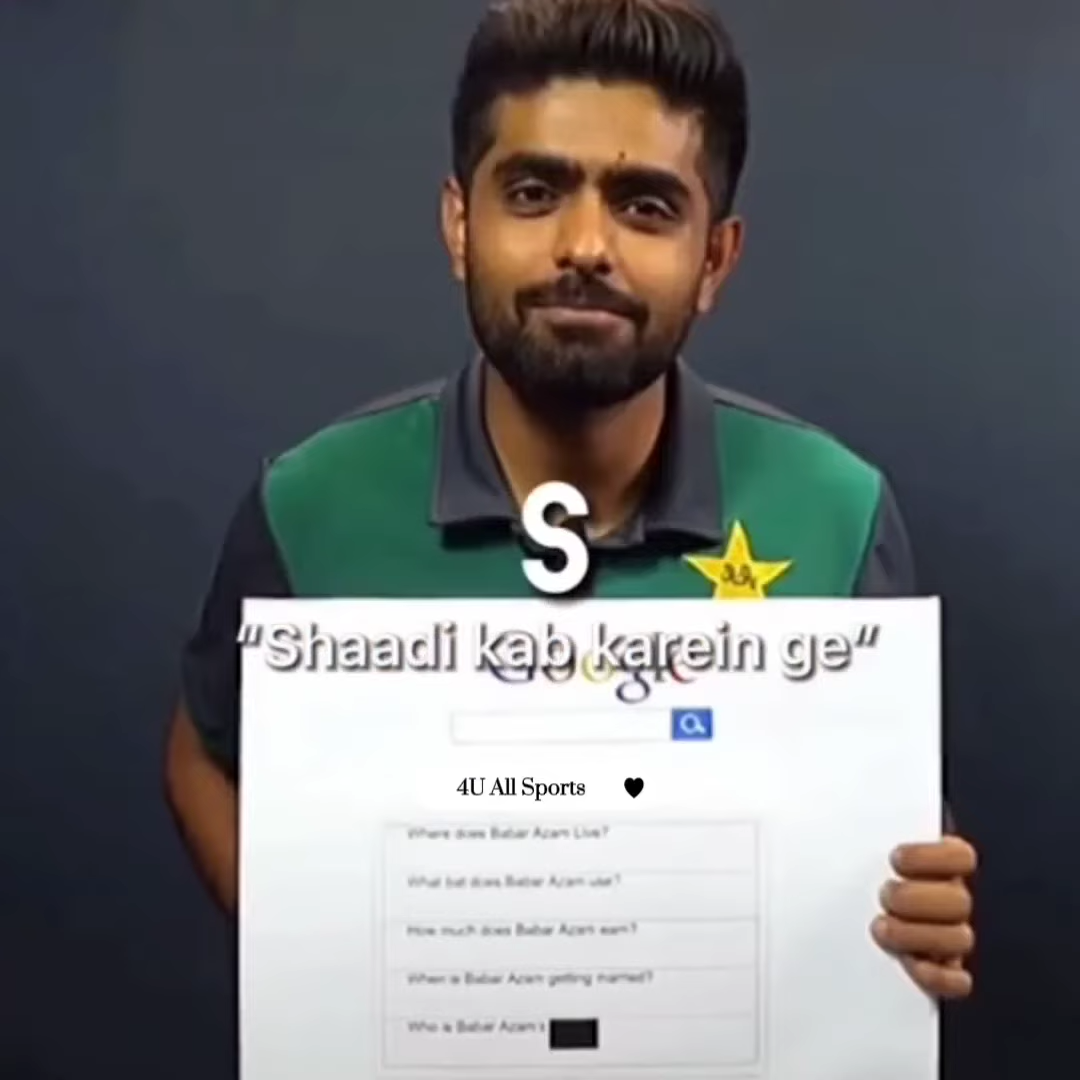 S
“Shaadi kab karein ge”
Google
4U All Sports
Where does Babar Azam Live?
What bat does Babar Azam use?
How much does Babar Azam earn?
When is Babar Azam getting married?
Who is Babar Azam's